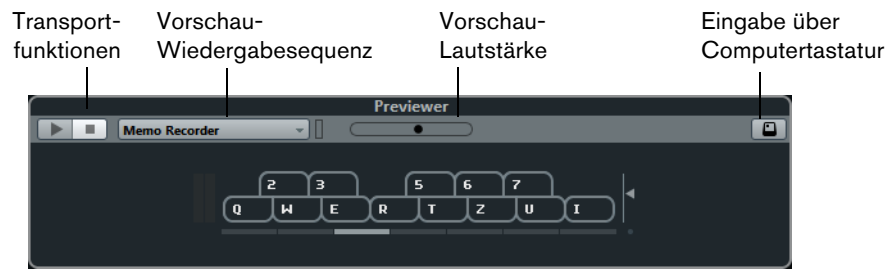 Transport-
funktionen
Vorschau-
Wiedergabesequenz
Vorschau-
Lautstärke
Eingabe über
Computertastatur
Previewer
Memo Recorder
2 3 5 6 7
Q W E R T Z U I